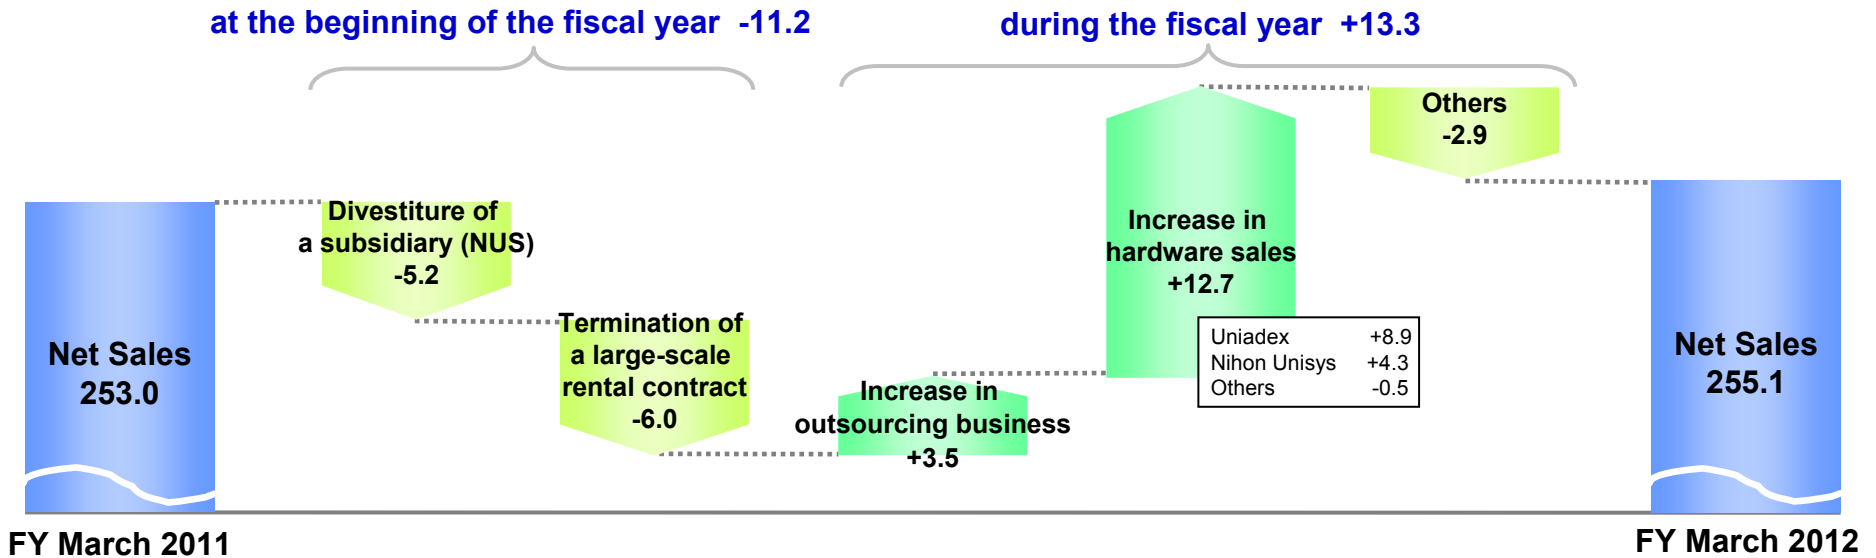 at the beginning of the fiscal year -11.2
during the fiscal year +13.3
Net Sales
253.0
Divestiture of
a subsidiary (NUS)
-5.2
Termination of
a large-scale
rental contract
-6.0
Increase in
outsourcing business
+3.5
Increase in
hardware sales
+12.7
Uniadex +8.9
Nihon Unisys +4.3
Others -0.5
Others
-2.9
Net Sales
255.1
FY March 2011
FY March 2012